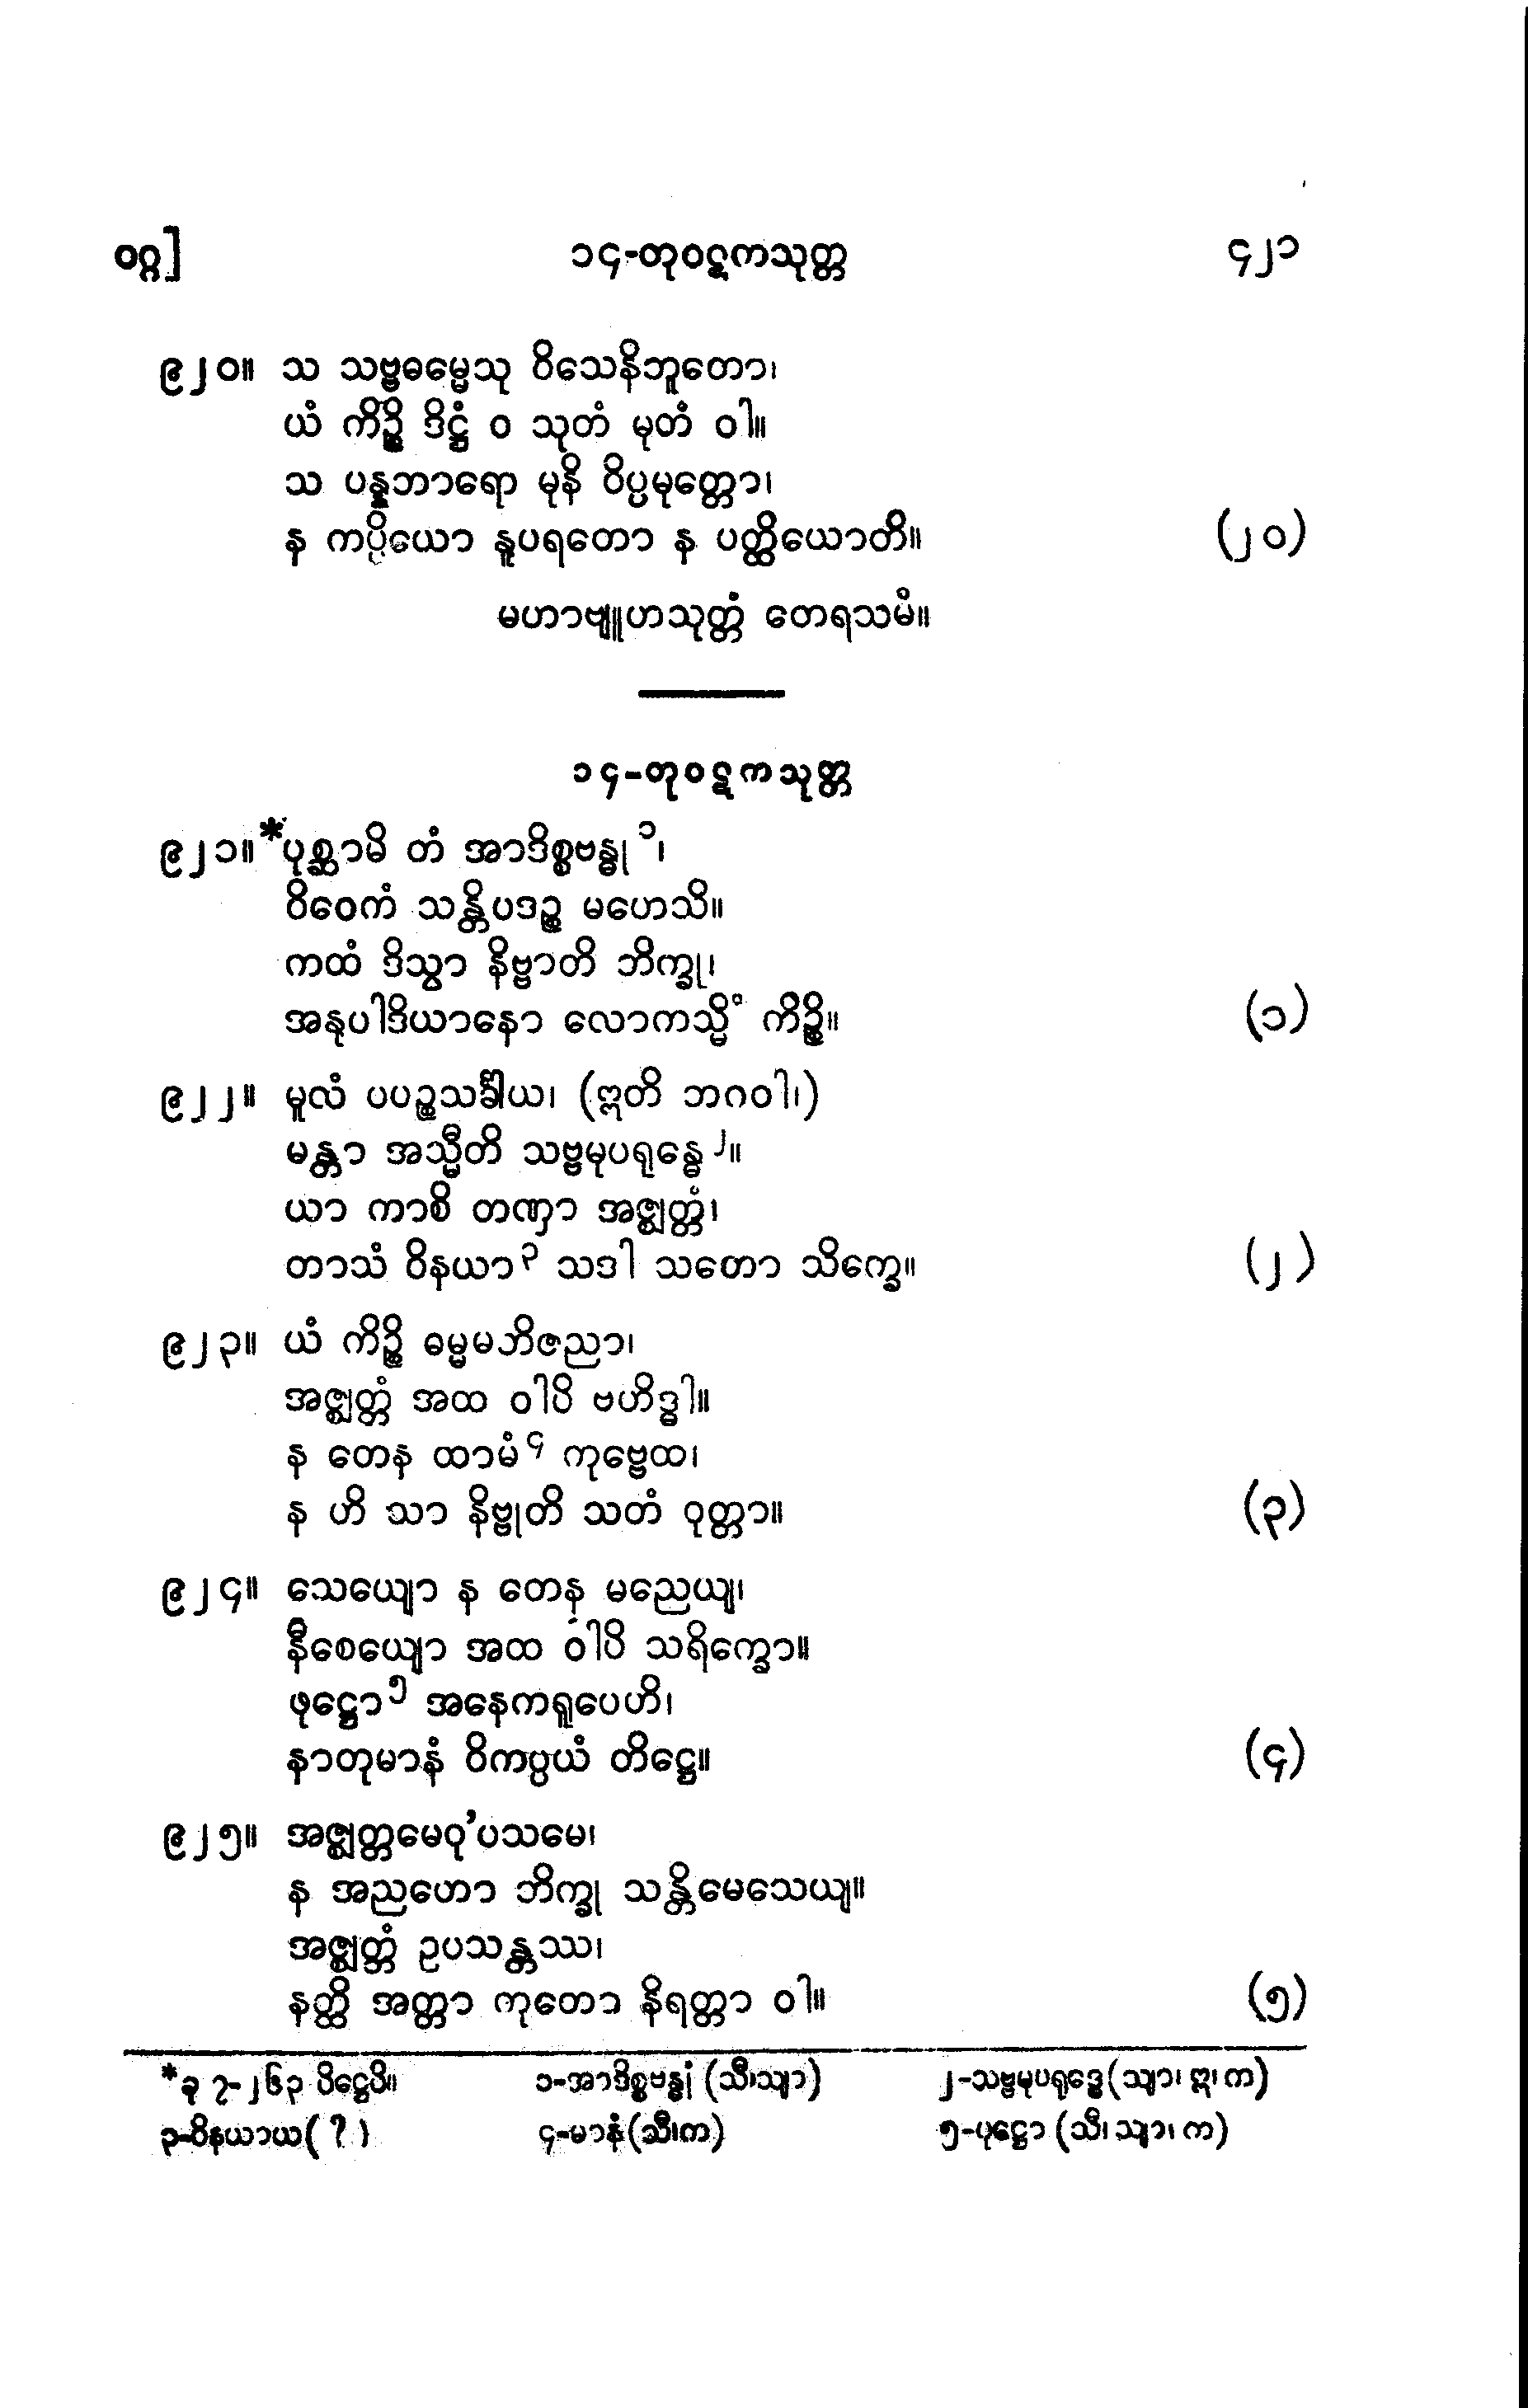 ဝဂ္ဂ] ၁၄-တုဝဋ္ဋကသုတ္တ ၄၂၁
၉၂၀။ သ သဗ္ဗဓမ္မေသု ဝိသေနိဘူတော၊
ယံ ကိဉ္စိ ဒိဋ္ဌံ ဝ သုတံ မုတံ ဝါ။
သ ပန္နဘာရော မုနိ ဝိပ္ပမုတ္တော၊
န ကပ္ပိယော နူပရတော န ပတ္ထိယောတိ။ (၂၀)
မဟာဗျူဟသုတ္တံ တေရသမံ။
၁၄-တုဝဋ္ဋကသုတ္တ
၉၂၁။ *ပုစ္ဆာမိ တံ အာဒိစ္စဗန္ဓု ၁၊
ဝိဝေကံ သန္တိပဒဉ္စ မဟေသိ။
ကထံ ဒိသွာ နိဗ္ဗာတိ ဘိက္ခု၊
အနုပါဒိယာနော လောကသ္မိံ ကိဉ္စိ။ (၁)
၉၂၂။ မူလံ ပပဉ္စသင်္ခါယ၊ (ဣတိ ဘဂဝါ၊)
မန္တာ အသ္မီတိ သဗ္ဗမုပရုန္ဓေ ၂။
ယာ ကာစိ တဏှာ အဇ္ဈတ္တံ၊
တာသံ ဝိနယာ ၃ သဒါ သတော သိက္ခေ။ (၂)
၉၂၃။ ယံ ကိဉ္စိ ဓမ္မမဘိဇညာ၊
အဇ္ဈတ္တံ အထ ဝါပိ ဗဟိဒ္ဓါ။
န တေန ထာမံ ၄ ကုဗ္ဗေထ၊
န ဟိ သာ နိဗ္ဗုတိ သတံ ဝုတ္တာ။ (၃)
၉၂၄။ သေယျော န တေန မညေယျ၊
နီစေယျော အထ ဝါပိ သရိက္ခော။
ဖုဋ္ဌော ၅ အနေကရူပေဟိ၊
နာတုမာနံ ဝိကပ္ပယံ တိဋ္ဌေ။ (၄)
၉၂၅။ အဇ္ဈတ္တမေဝု’ပသမေ၊
န အညတော ဘိက္ခု သန္တိမေသေယျ။
အဇ္ဈတ္တံ ဥပသန္တဿ၊
နတ္ထိ အတ္တာ ကုတော နိရတ္တာ ဝါ။ (၅)
*ခု ၇-၂၆၃ ပိဋ္ဌေပိ။ ၁-အာဒိစ္စဗန္ဓုံ (သီ၊သျာ) ၂-သဗ္ဗမုပရုဒ္ဓေ(သျာ၊ ဣ၊ က)
၃-ဝိနယာယ( ? ) ၄-မာနံ(သီ၊က) ၅-ပုဋ္ဌော (သီ၊ သျာ၊ က)